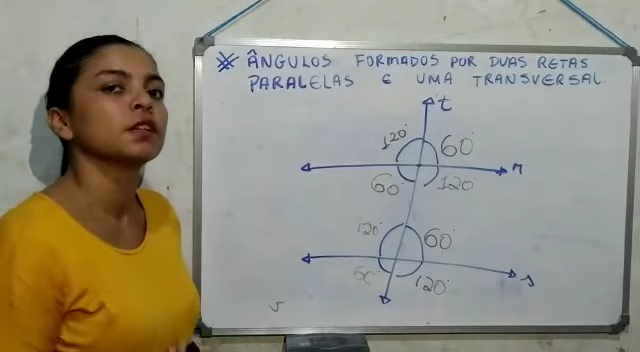 * ÂNGULOS FORMADOS POR DUAS RETAS
PARALELAS E UMA TRANSVERSAL.
t
120° 60°
r
60° 120°
120° 60°
s
60° 120°